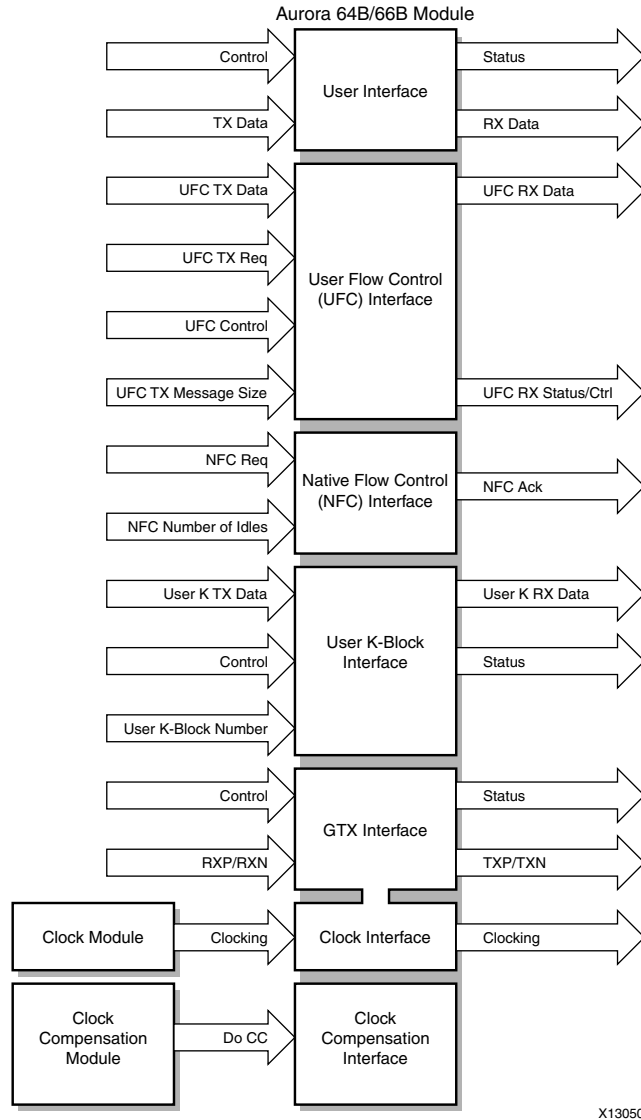 Aurora 64B/66B Module
Control
User Interface
Status
TX Data
RX Data
UFC TX Data
UFC RX Data
UFC TX Req
User Flow Control
(UFC) Interface
UFC Control
UFC TX Message Size
UFC RX Status/Ctrl
NFC Req
Native Flow Control
(NFC) Interface
NFC Ack
NFC Number of Idles
User K TX Data
User K RX Data
User K-Block
Interface
Control
Status
User K-Block Number
Control
Status
GTX Interface
RXP/RXN
TXP/TXN
Clock Module
Clocking
Clock Interface
Clocking
Clock
Compensation
Module
Do CC
Clock
Compensation
Interface
X13050